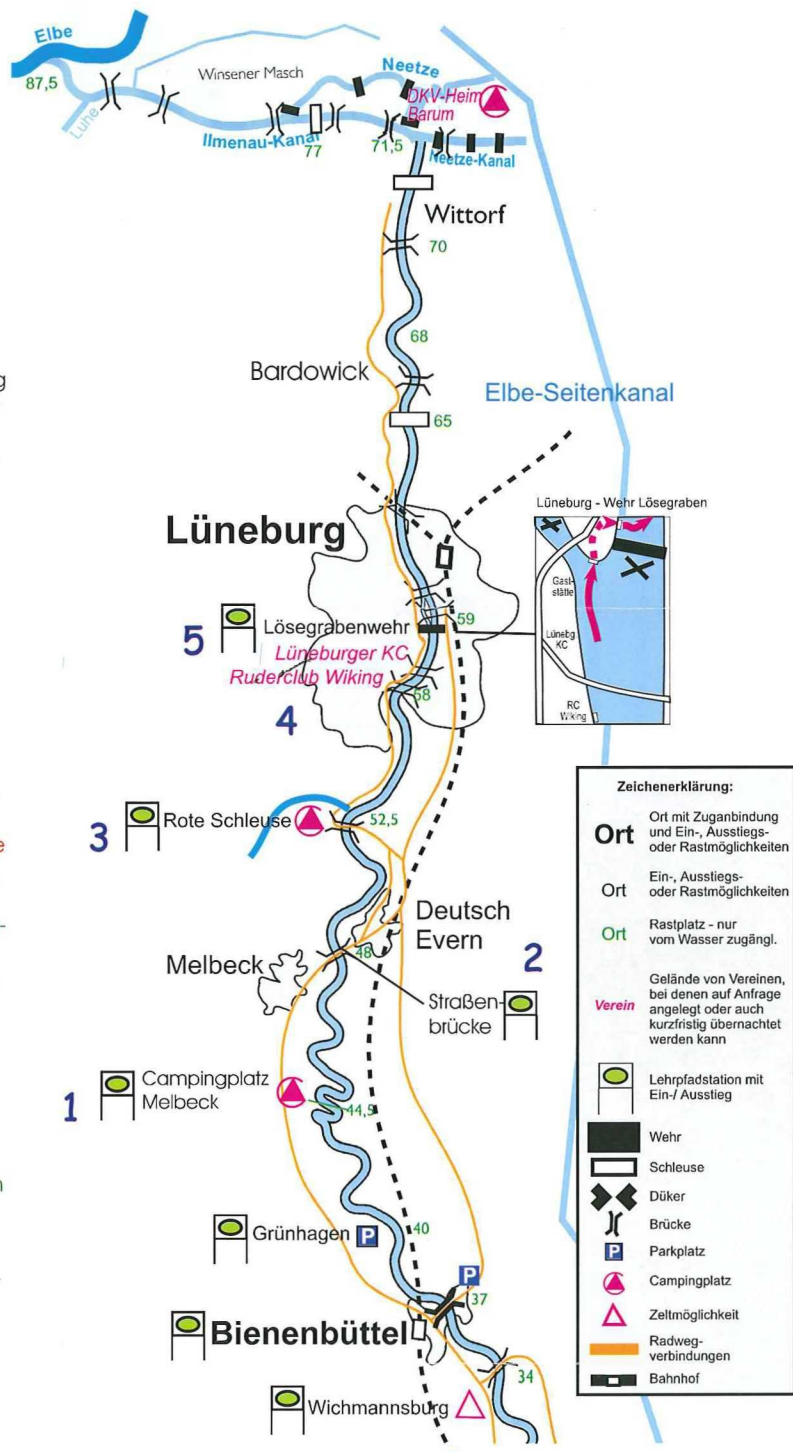 Elbe
87,5
Luhe
Winsener Masch
Neetze
DKV-Heim
Barum
Ilmenau-Kanal
77
71,5
Neetze-Kanal
Wittorf
70
68
Bardowick
Elbe-Seitenkanal
65
Lüneburg
Lüneburg - Wehr Lösegraben
Gast-
stätte
Lünebg.
KC
RC
Wiking
5
Lösegrabenwehr
59
Lüneburger KC
Ruderclub Wiking
58
4
3
Rote Schleuse
52,5
Deutsch
Evern
2
48
Melbeck
Straßen-
brücke
1
Campingplatz
Melbeck
44,5
Grünhagen
P
40
P
37
Bienenbüttel
34
Wichmannsburg
Zeichenerklärung:
Ort
Ort mit Zuganbindung
und Ein-, Ausstiegs-
oder Rastmöglichkeiten
Ort
Ein-, Ausstiegs-
oder Rastmöglichkeiten
Ort
Rastplatz - nur
vom Wasser zugängl.
Verein
Gelände von Vereinen,
bei denen auf Anfrage
angelegt oder auch
kurzfristig übernachtet
werden kann
Lehrpfadstation mit
Ein-/ Ausstieg
Wehr
Schleuse
Düker
Brücke
P
Parkplatz
Campingplatz
Zeltmöglichkeit
Radweg-
verbindungen
Bahnhof